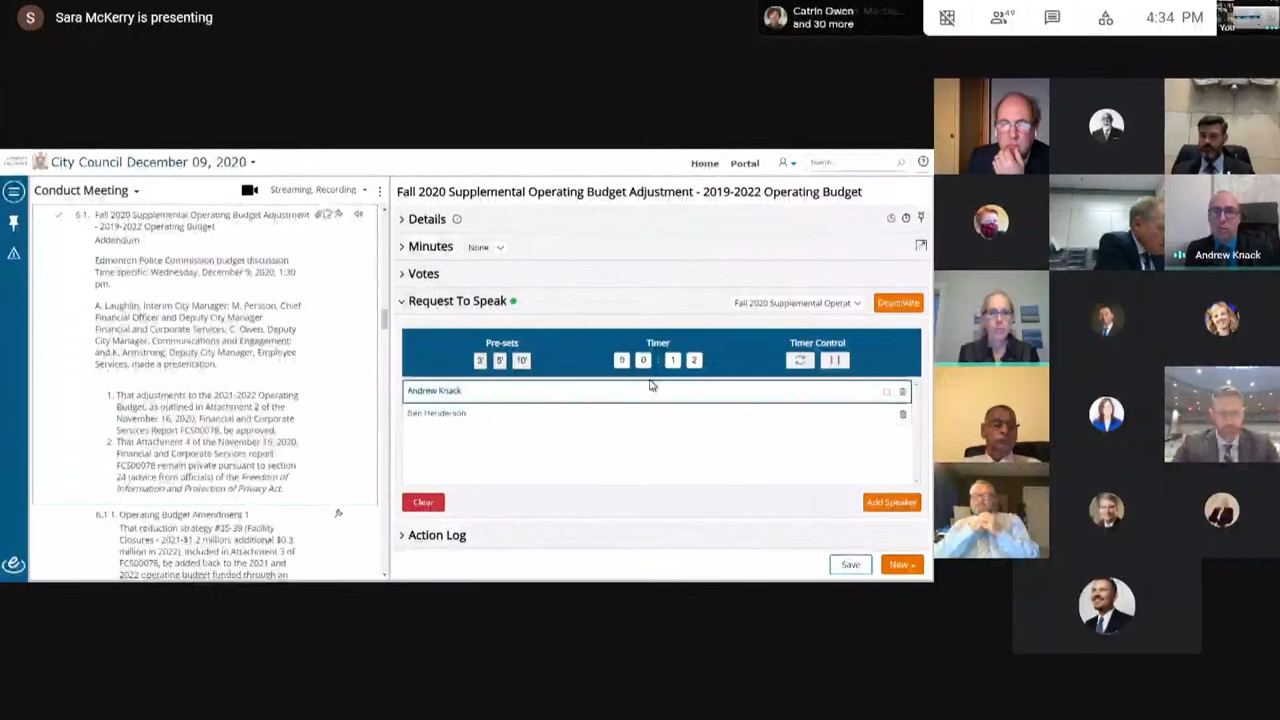 S Sara McKerry is presenting
Catrin Owen
and 30 more
49
4:34 PM
You
City Council December 09, 2020
Home Portal Search...
Conduct Meeting
Streaming, Recording
6.1. Fall 2020 Supplemental Operating Budget Adjustment
- 2019-2022 Operating Budget
Addendum
Edmonton Police Commission budget discussion
Time specific: Wednesday, December 9, 2020, 1:30
pm.
A. Laughlin, Interim City Manager; M. Persson, Chief
Financial Officer and Deputy City Manager
Financial and Corporate Services; C. Owen, Deputy
City Manager, Communications and Engagement;
and K. Armstrong, Deputy City Manager, Employee
Services, made a presentation.
1. That adjustments to the 2021-2022 Operating
Budget, as outlined in Attachment 2 of the
November 16, 2020, Financial and Corporate
Services Report FCS00078, be approved.
2. That Attachment 4 of the November 16, 2020,
Financial and Corporate Services report
FCS00078 remain private pursuant to section
24 (advice from officials) of the Freedom of
Information and Protection of Privacy Act.
6.1.1. Operating Budget Amendment 1
That reduction strategy #35-39 (Facility
Closures - 2021-$1.2 million, additional $0.3
million in 2022), included in Attachment 3 of
FCS00078, be added back to the 2021 and
2022 operating budget funded through an
Fall 2020 Supplemental Operating Budget Adjustment - 2019-2022 Operating Budget
Details
Minutes None
Votes
Request To Speak
Fall 2020 Supplemental Operat
Deactivate
Pre-sets Timer Timer Control
3' 5' 10' 0 0 : 1 2
Andrew Knack
Ben Henderson
Clear
Add Speaker
Action Log
Save New
Andrew Knack